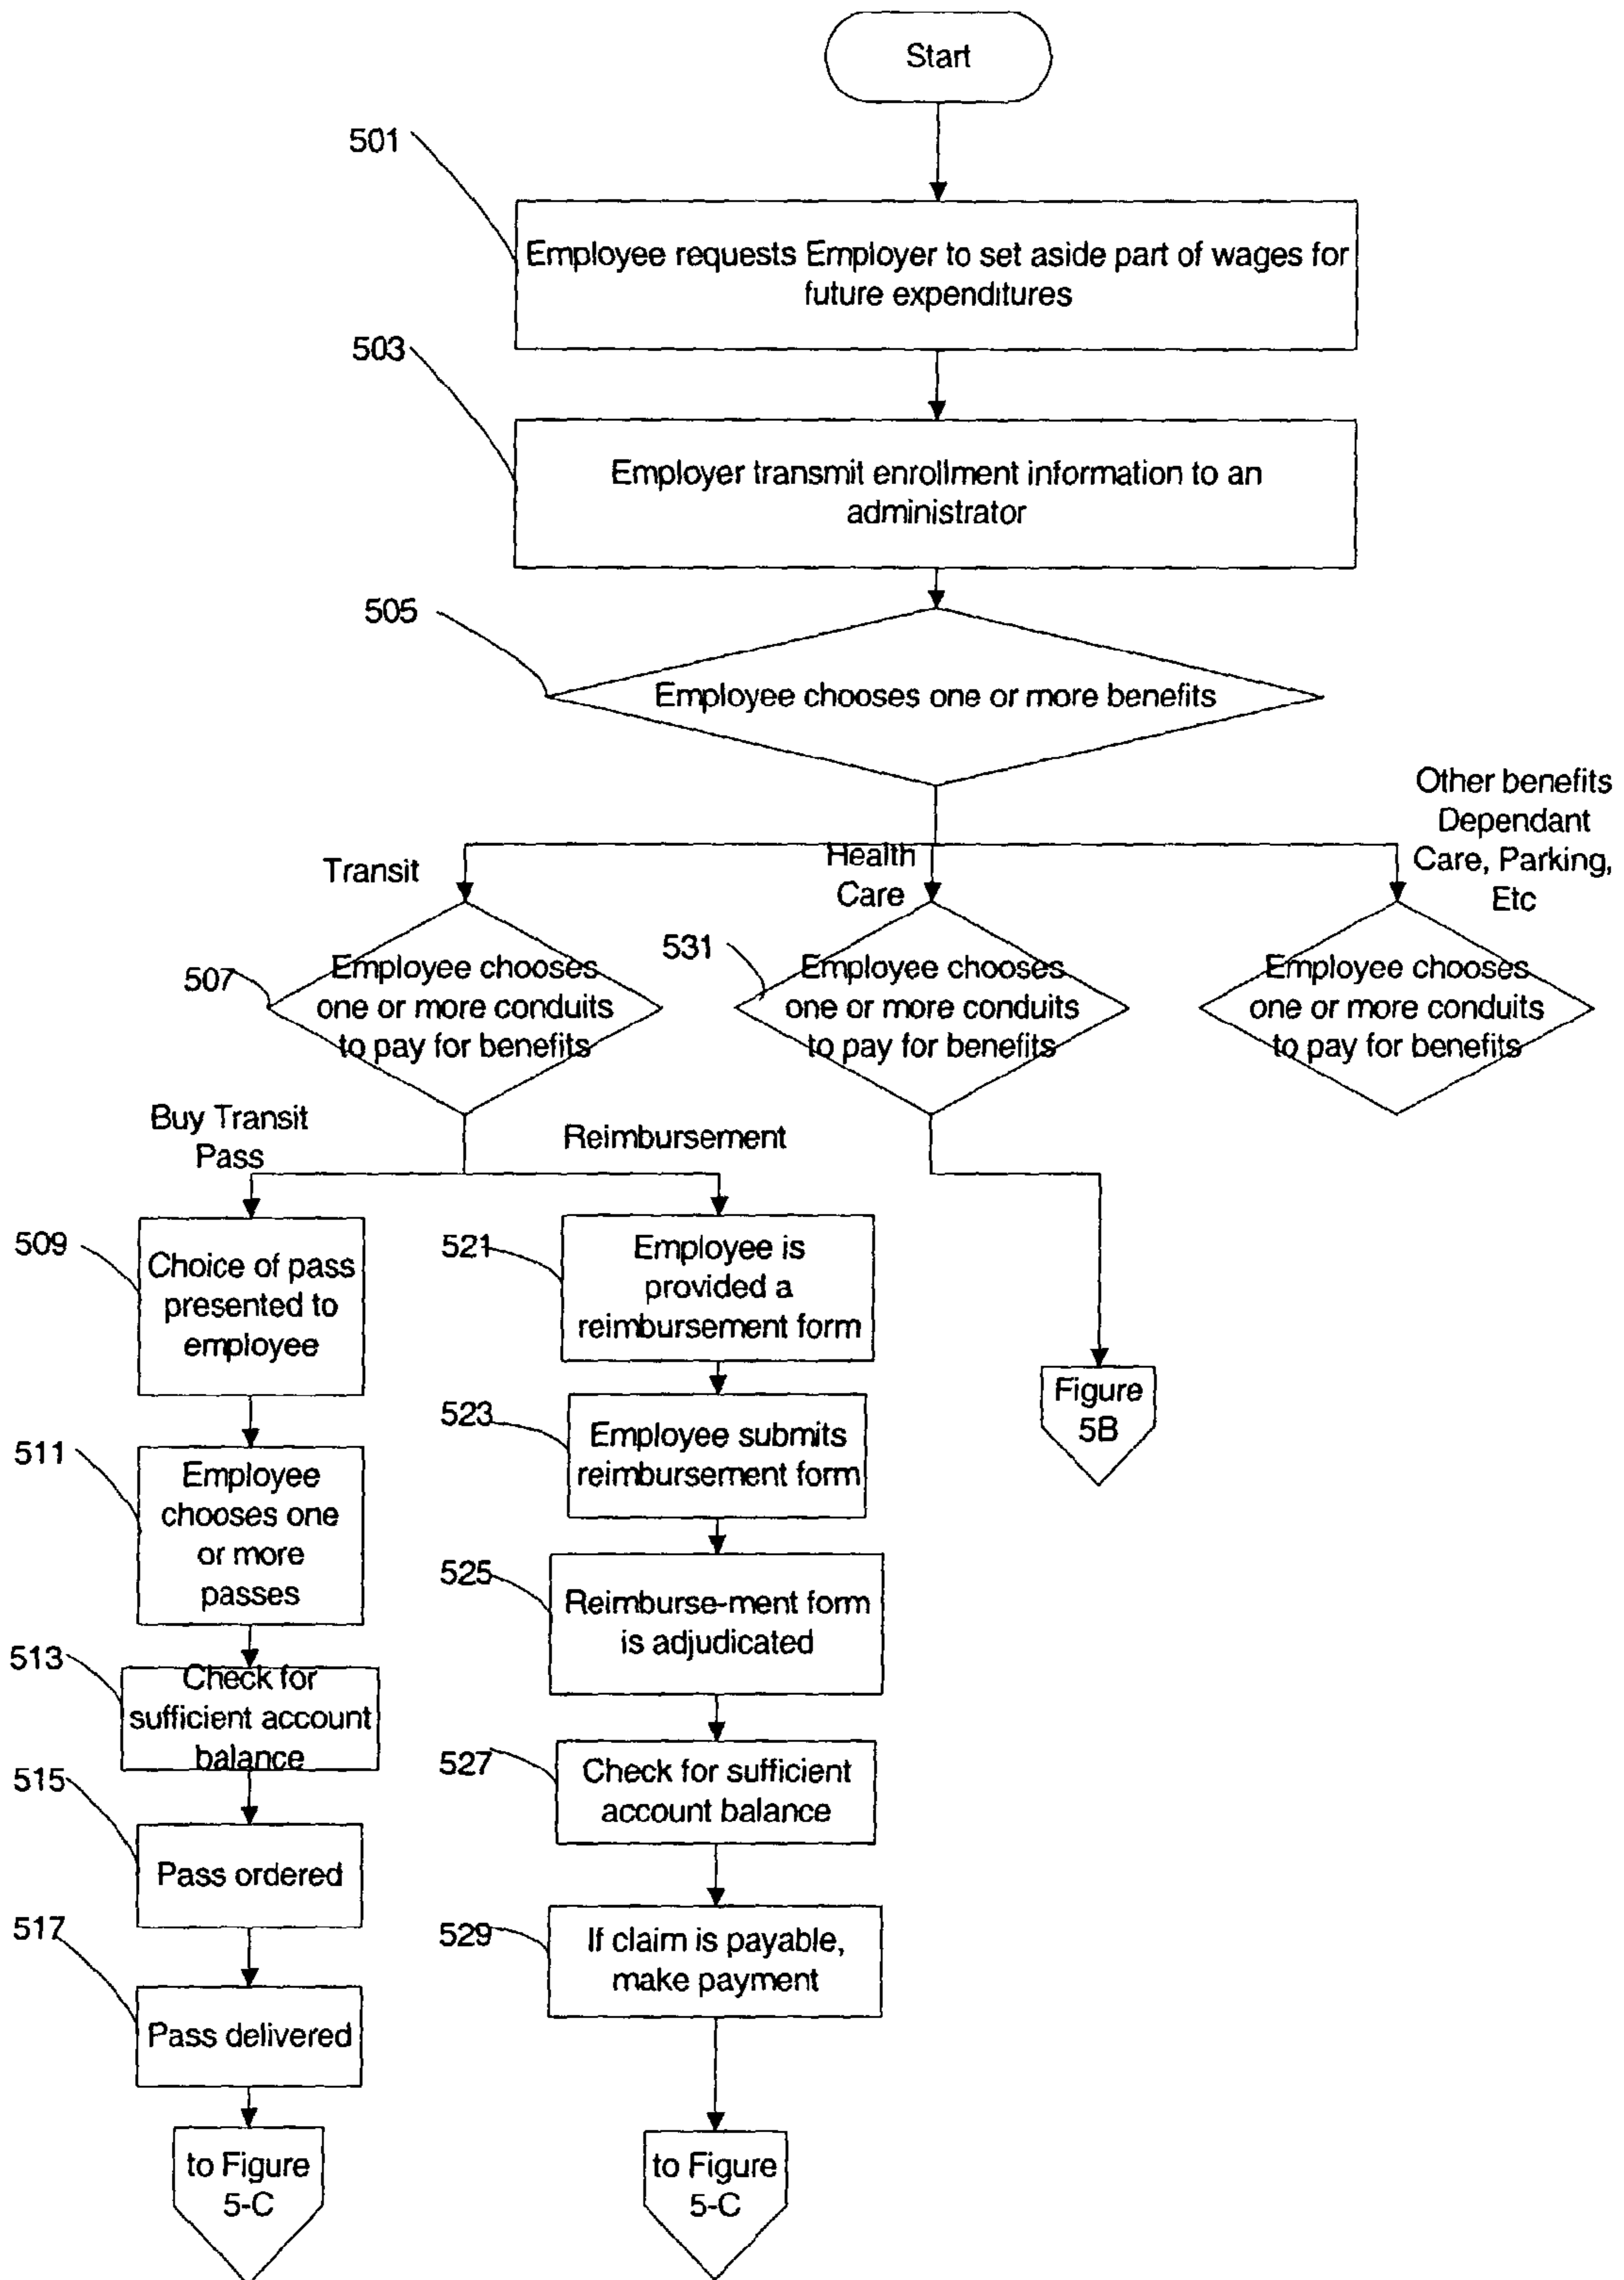 Start
501
Employee requests Employer to set aside part of wages for
future expenditures
503
Employer transmit enrollment information to an
administrator
505
Employee chooses one or more benefits
Transit
Health
Care
Other benefits
Dependant
Care, Parking,
Etc
507
Employee chooses
one or more conduits
to pay for benefits
531
Employee chooses
one or more conduits
to pay for benefits
Employee chooses
one or more conduits
to pay for benefits
Buy Transit
Pass
Reimbursement
509
Choice of pass
presented to
employee
511
Employee
chooses one
or more
passes
513
Check for
sufficient account
balance
515
Pass ordered
517
Pass delivered
to Figure
5-C
521
Employee is
provided a
reimbursement form
523
Employee submits
reimbursement form
525
Reimburse-ment form
is adjudicated
527
Check for sufficient
account balance
529
If claim is payable,
make payment
to Figure
5-C
Figure
5B